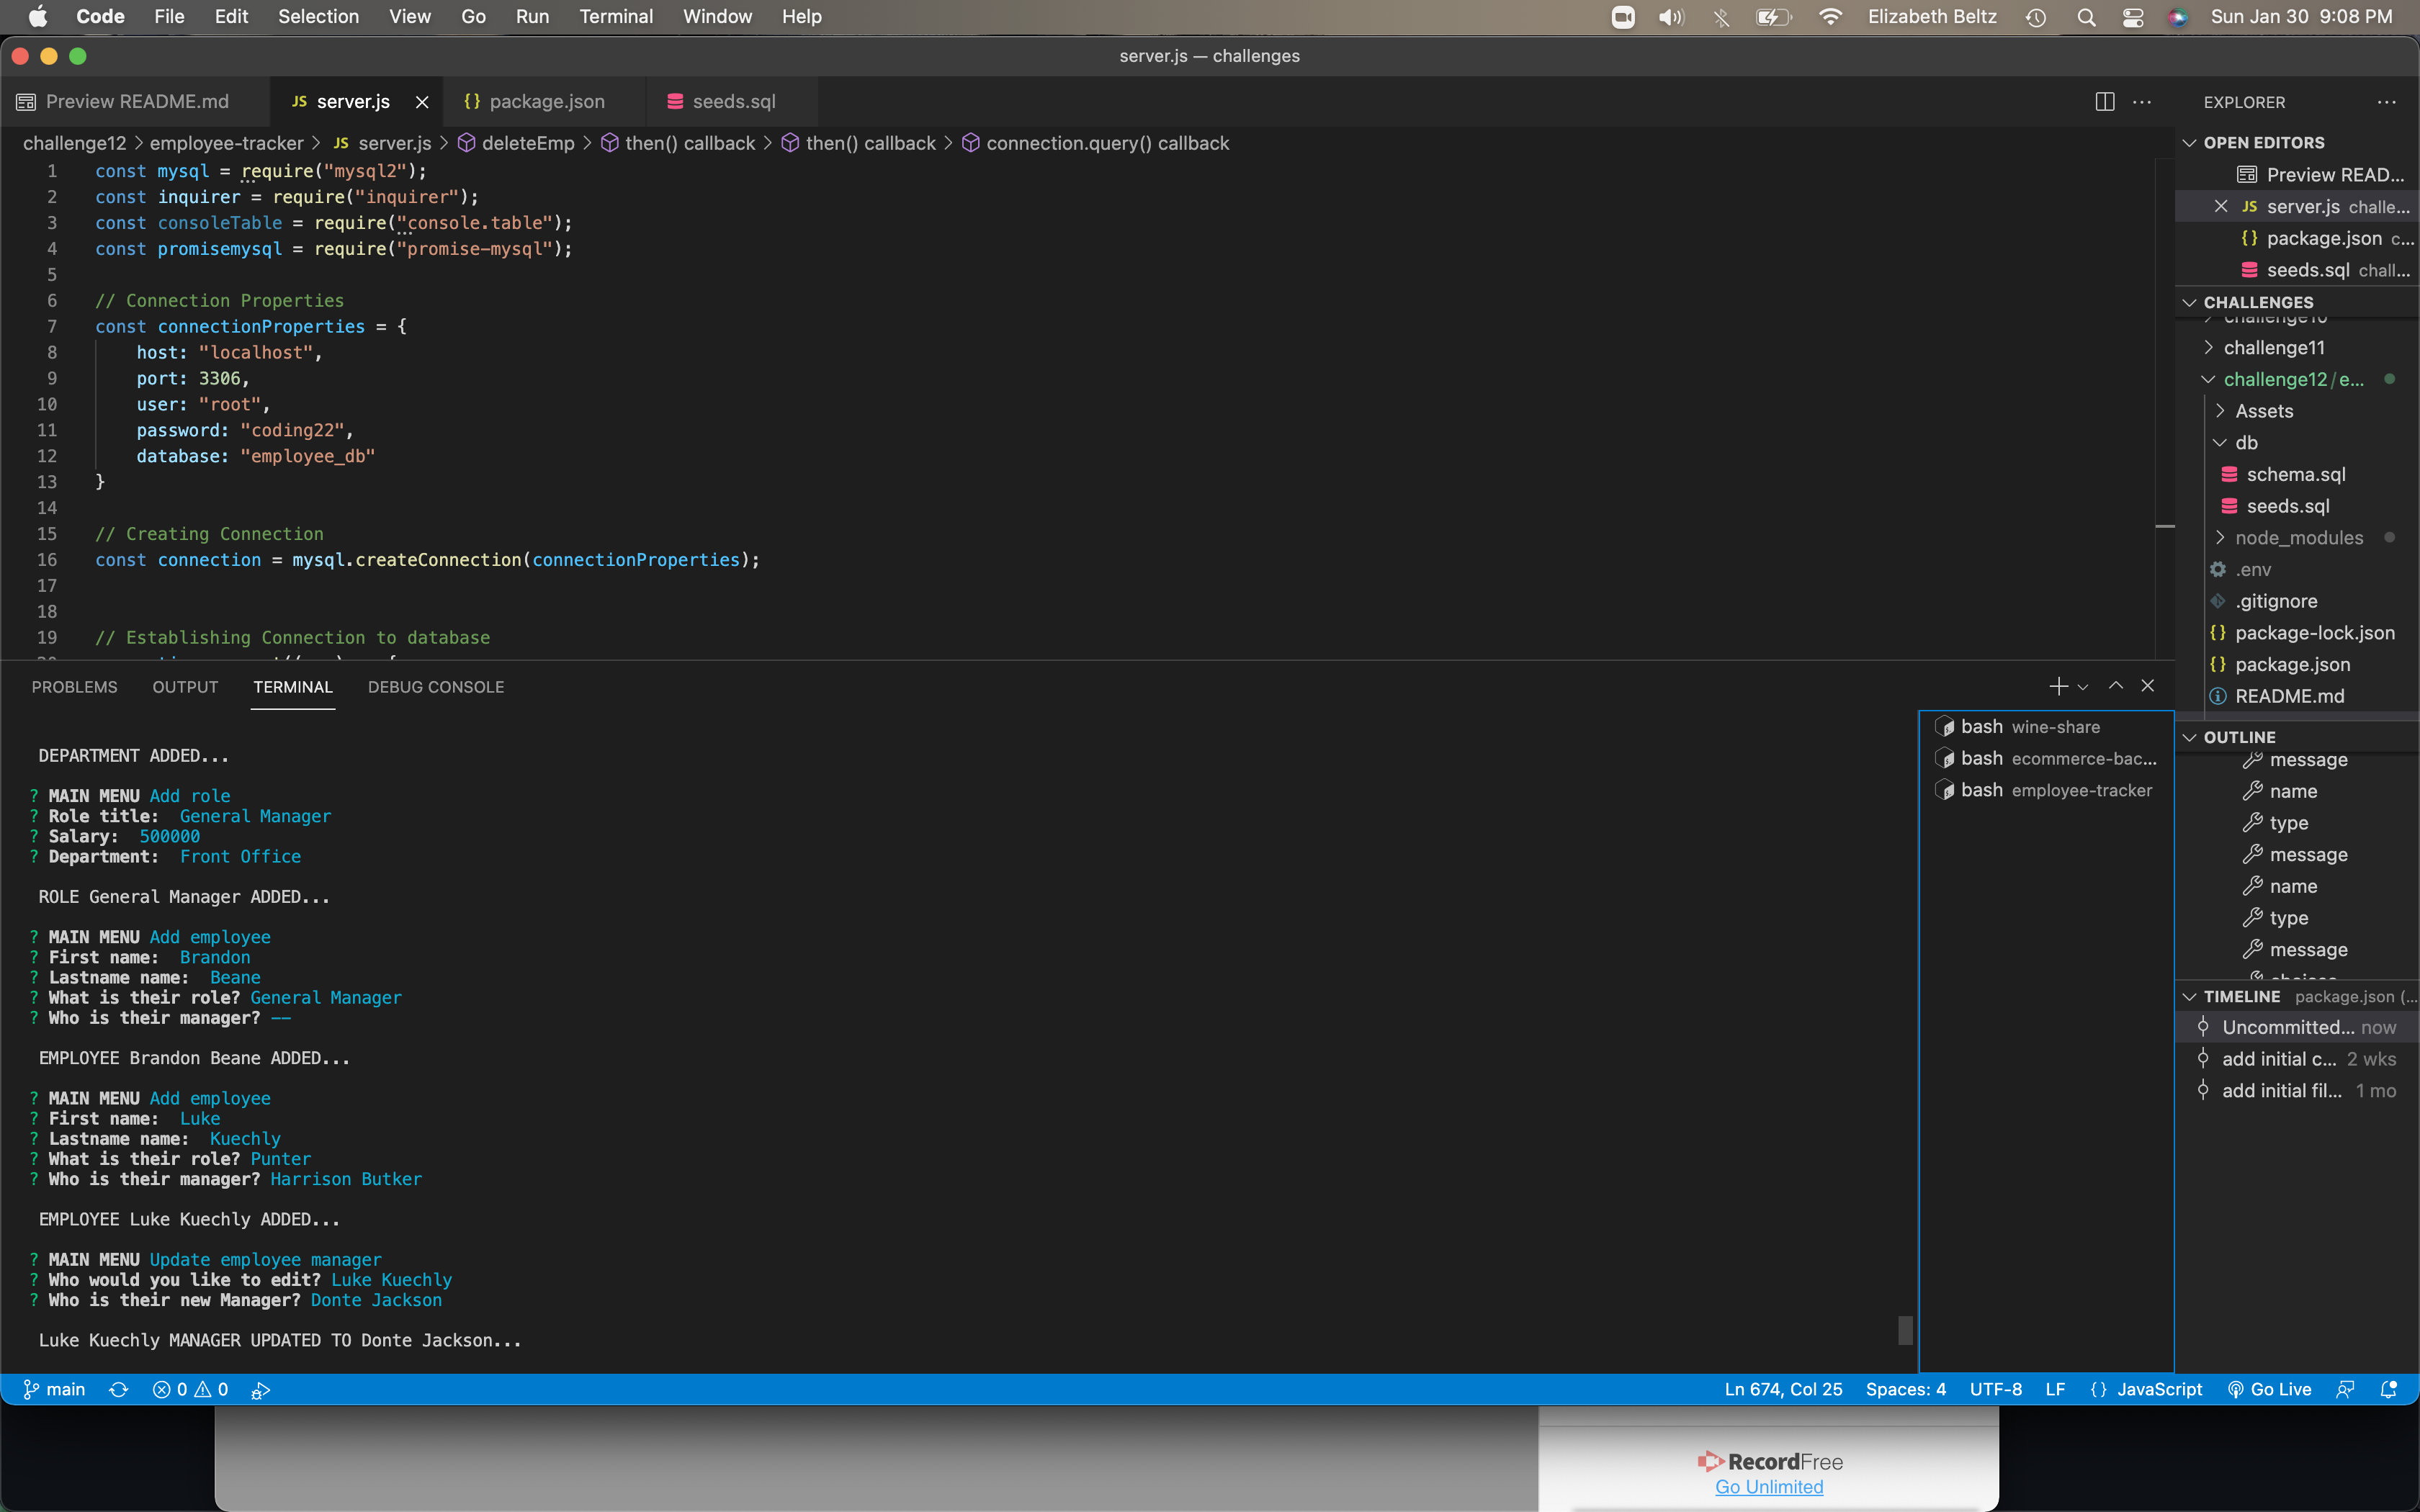 Code File Edit Selection View Go Run Terminal Window Help Elizabeth Beltz Sun Jan 30 9:08 PM
server.js — challenges
Preview README.md JS server.js {} package.json seeds.sql
challenge12 > employee-tracker > JS server.js > deleteEmp > then() callback > then() callback > connection.query() callback
1 const mysql = require("mysql2");
2 const inquirer = require("inquirer");
3 const consoleTable = require("console.table");
4 const promisemysql = require("promise-mysql");
5
6 // Connection Properties
7 const connectionProperties = {
8 host: "localhost",
9 port: 3306,
10 user: "root",
11 password: "coding22",
12 database: "employee_db"
13 }
14
15 // Creating Connection
16 const connection = mysql.createConnection(connectionProperties);
17
18
19 // Establishing Connection to database
PROBLEMS OUTPUT TERMINAL DEBUG CONSOLE
DEPARTMENT ADDED...
? MAIN MENU Add role
? Role title: General Manager
? Salary: 500000
? Department: Front Office
ROLE General Manager ADDED...
? MAIN MENU Add employee
? First name: Brandon
? Lastname name: Beane
? What is their role? General Manager
? Who is their manager? --
EMPLOYEE Brandon Beane ADDED...
? MAIN MENU Add employee
? First name: Luke
? Lastname name: Kuechly
? What is their role? Punter
? Who is their manager? Harrison Butker
EMPLOYEE Luke Kuechly ADDED...
? MAIN MENU Update employee manager
? Who would you like to edit? Luke Kuechly
? Who is their new Manager? Donte Jackson
Luke Kuechly MANAGER UPDATED TO Donte Jackson...
bash wine-share
bash ecommerce-bac...
bash employee-tracker
EXPLORER
OPEN EDITORS
Preview READ...
JS server.js challe...
{} package.json c...
seeds.sql chall...
CHALLENGES
challenge10
challenge11
challenge12/e...
Assets
db
schema.sql
seeds.sql
node_modules
.env
.gitignore
{} package-lock.json
{} package.json
README.md
OUTLINE
message
name
type
message
name
type
message
TIMELINE package.json (...
Uncommitted... now
add initial c... 2 wks
add initial fil... 1 mo
main 0 0 Ln 674, Col 25 Spaces: 4 UTF-8 LF {} JavaScript Go Live
RecordFree
Go Unlimited